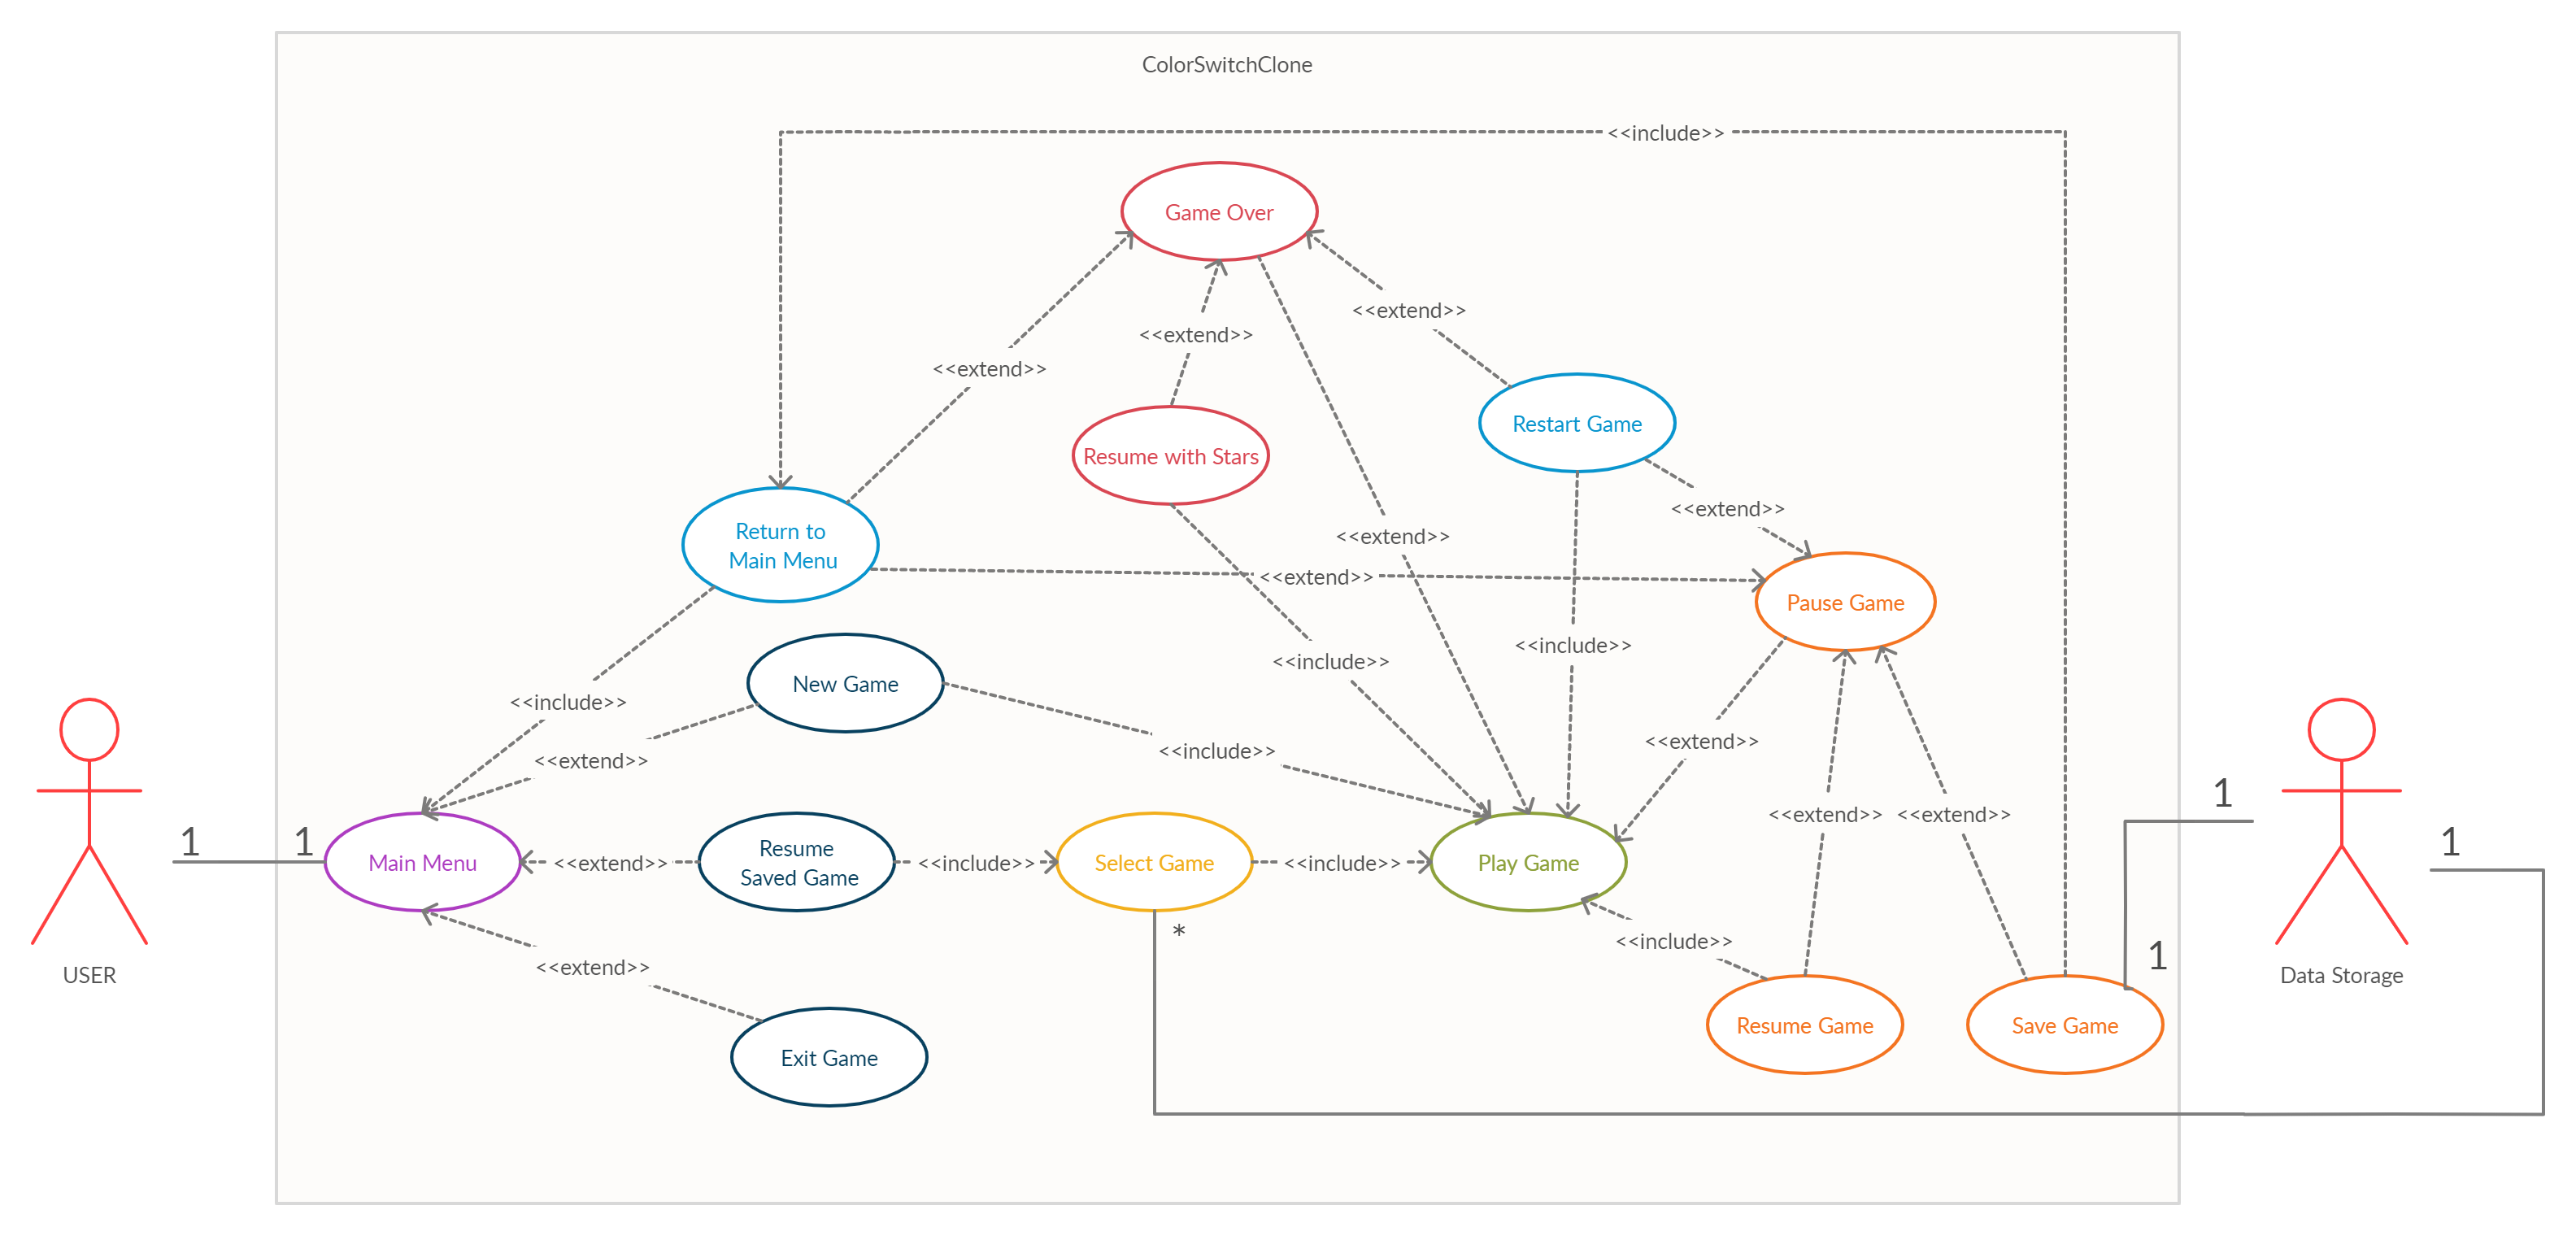 ColorSwitchClone
<<include>>
Game Over
<<extend>>
<<extend>>
<<extend>>
Restart Game
Resume with Stars
<<extend>>
Return to
Main Menu
<<extend>>
<<extend>>
Pause Game
<<include>>
<<include>>
New Game
<<include>>
<<extend>>
<<include>>
<<extend>>
1
<<extend>>
<<extend>>
1
1
1
Main Menu
<<extend>>
Resume
Saved Game
<<include>>
Select Game
<<include>>
Play Game
*
<<include>>
1
<<extend>>
USER
Data Storage
Resume Game
Save Game
Exit Game